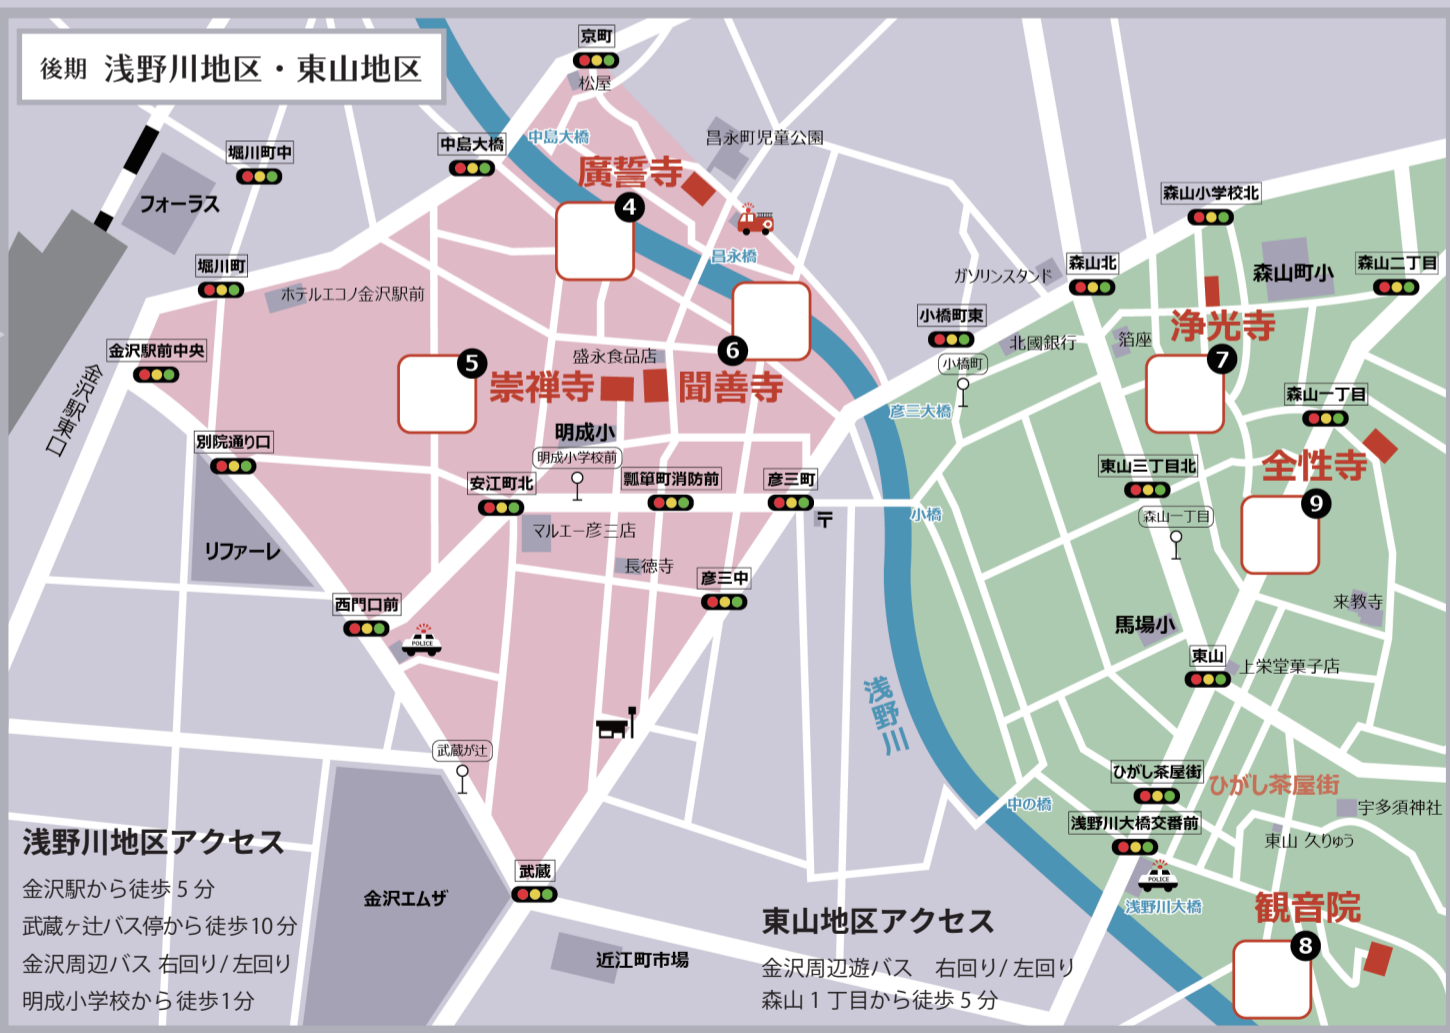 後期 浅野川地区・東山地区
京町
松屋
中島大橋
中島大橋
昌永町児童公園
堀川町中
フォーラス
廣誓寺
4
森山小学校北
昌永橋
堀川町
ホテルエコノ金沢駅前
ガソリンスタンド
森山北
森山町小
森山二丁目
小橋町東
浄光寺
北國銀行
箔座
金沢駅前中央
金沢駅東口
盛永食品店
6
小橋町
7
5
崇禅寺
聞善寺
森山一丁目
彦三大橋
別院通り口
明成小
明成小学校前
全性寺
安江町北
瓢箪町消防前
彦三町
東山三丁目北
9
〒
小橋
森山一丁目
リファーレ
マルエー彦三店
長徳寺
彦三中
西門口前
POLICE
来教寺
馬場小
東山
上栄堂菓子店
浅野川
武蔵が辻
ひがし茶屋街
ひがし茶屋街
中の橋
宇多須神社
浅野川大橋交番前
東山 久りゅう
POLICE
浅野川大橋
観音院
8
武蔵
金沢エムザ
近江町市場
浅野川地区アクセス
金沢駅から徒歩5分
武蔵ヶ辻バス停から徒歩10分
金沢周辺バス 右回り/左回り
明成小学校から徒歩1分
東山地区アクセス
金沢周辺遊バス 右回り/左回り
森山1丁目から徒歩5分